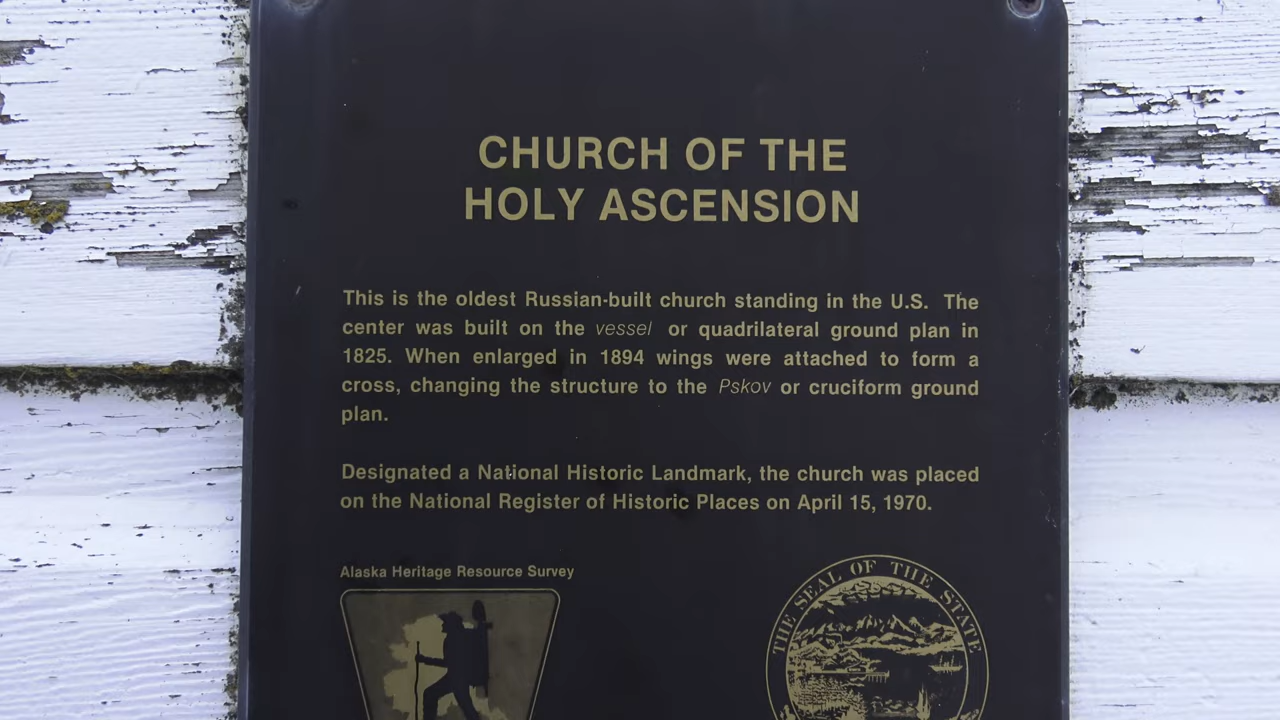 CHURCH OF THE
HOLY ASCENSION
This is the oldest Russian-built church standing in the U.S. The
center was built on the vessel or quadrilateral ground plan in
1825. When enlarged in 1894 wings were attached to form a
cross, changing the structure to the Pskov or cruciform ground
plan.
Designated a National Historic Landmark, the church was placed
on the National Register of Historic Places on April 15, 1970.
Alaska Heritage Resource Survey
THE SEAL OF THE STATE